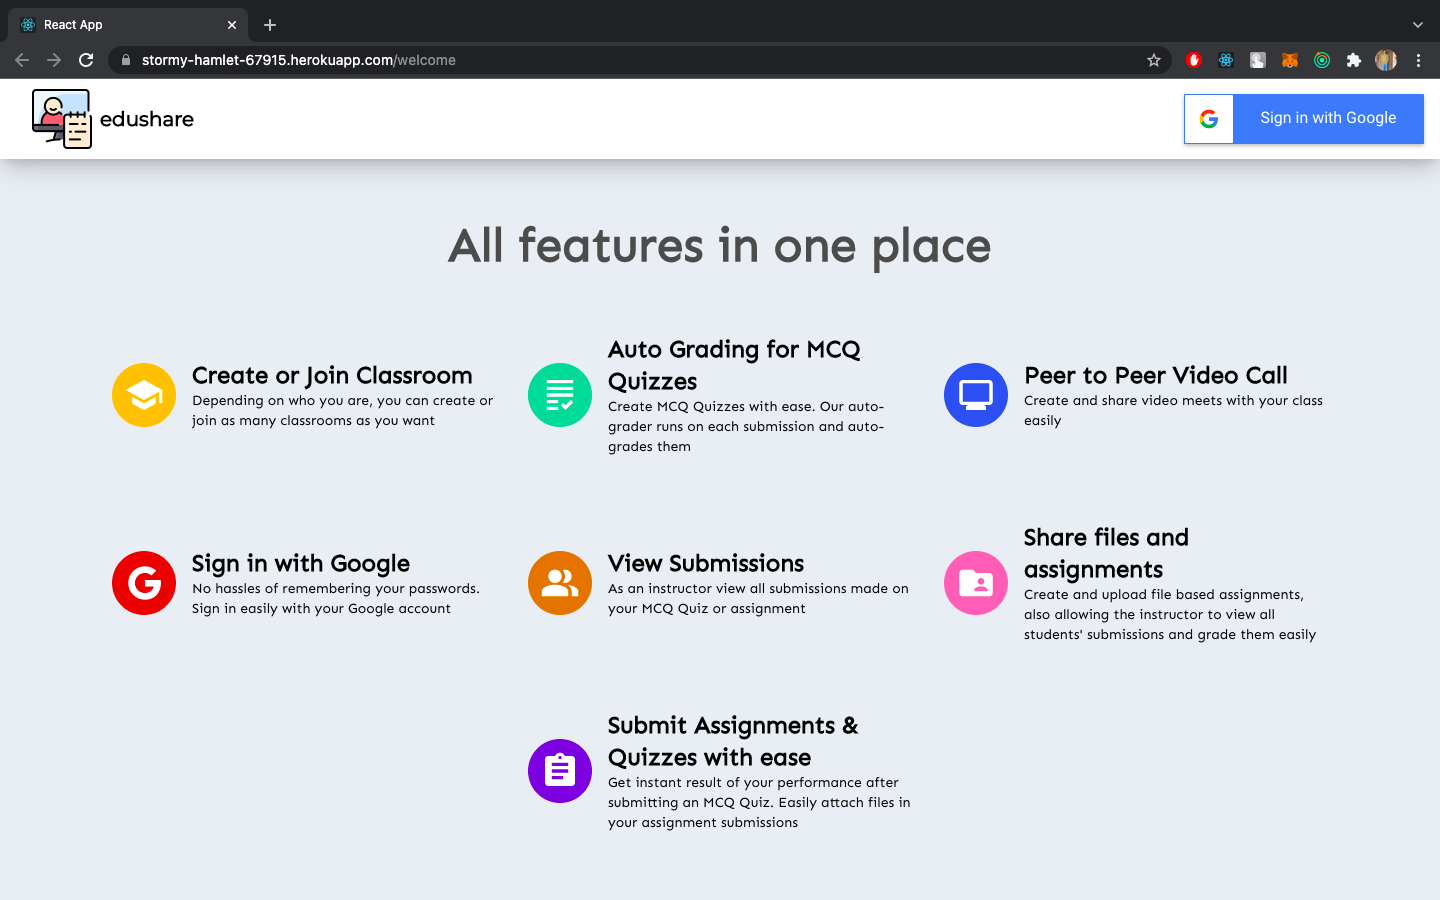 React App
stormy-hamlet-67915.herokuapp.com/welcome
edushare
Sign in with Google
All features in one place
Create or Join Classroom
Depending on who you are, you can create or
join as many classrooms as you want
Auto Grading for MCQ
Quizzes
Create MCQ Quizzes with ease. Our auto-
grader runs on each submission and auto-
grades them
Peer to Peer Video Call
Create and share video meets with your class
easily
Sign in with Google
No hassles of remembering your passwords.
Sign in easily with your Google account
View Submissions
As an instructor view all submissions made on
your MCQ Quiz or assignment
Share files and
assignments
Create and upload file based assignments,
also allowing the instructor to view all
students' submissions and grade them easily
Submit Assignments &
Quizzes with ease
Get instant result of your performance after
submitting an MCQ Quiz. Easily attach files in
your assignment submissions